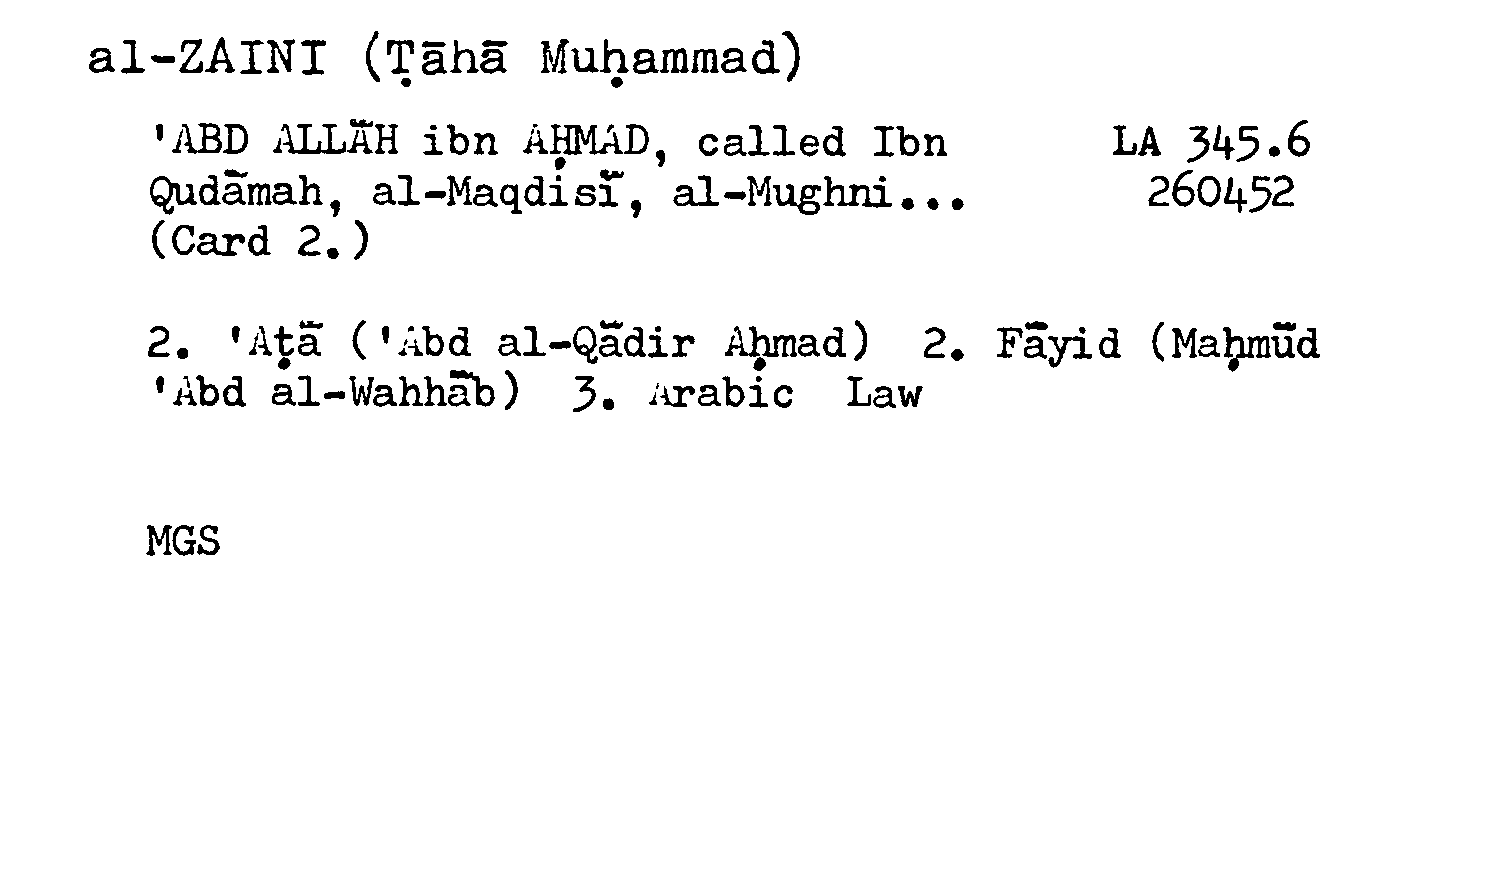 al-ZAINI (Ṭāhā Muḥammad)
'ABD ALLĀH ibn AḤMAD, called Ibn LA 345.6
Qudāmah, al-Maqdisī, al-Mughni... 260452
(Card 2.)
2. 'Aṭā ('Abd al-Qādir Aḥmad) 2. Fāyid (Maḥmūd
'Abd al-Wahhāb) 3. Arabic Law
MGS